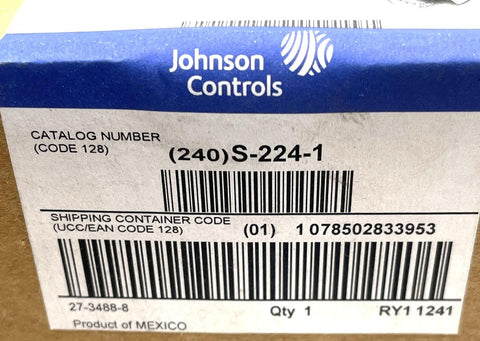 Johnson
Controls
CATALOG NUMBER
(CODE 128)
(240) S-224-1
SHIPPING CONTAINER CODE
(UCC/EAN CODE 128)
(01) 1 078502833953
27-3488-8
Qty 1
RY1 1241
Product of MEXICO